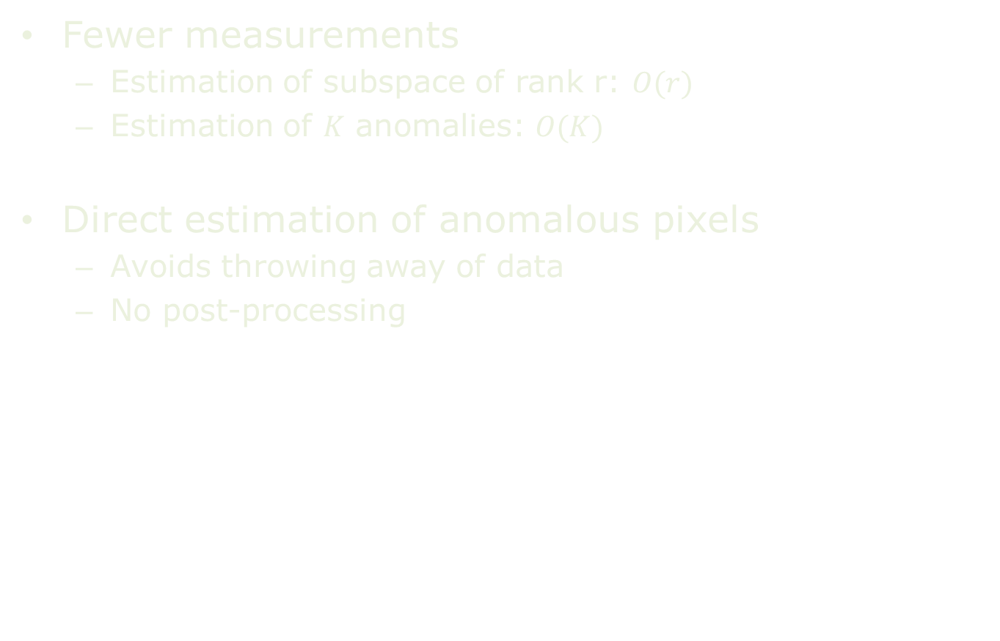 • Fewer measurements
– Estimation of subspace of rank r: O(r)
– Estimation of K anomalies: O(K)
• Direct estimation of anomalous pixels
– Avoids throwing away of data
– No post-processing